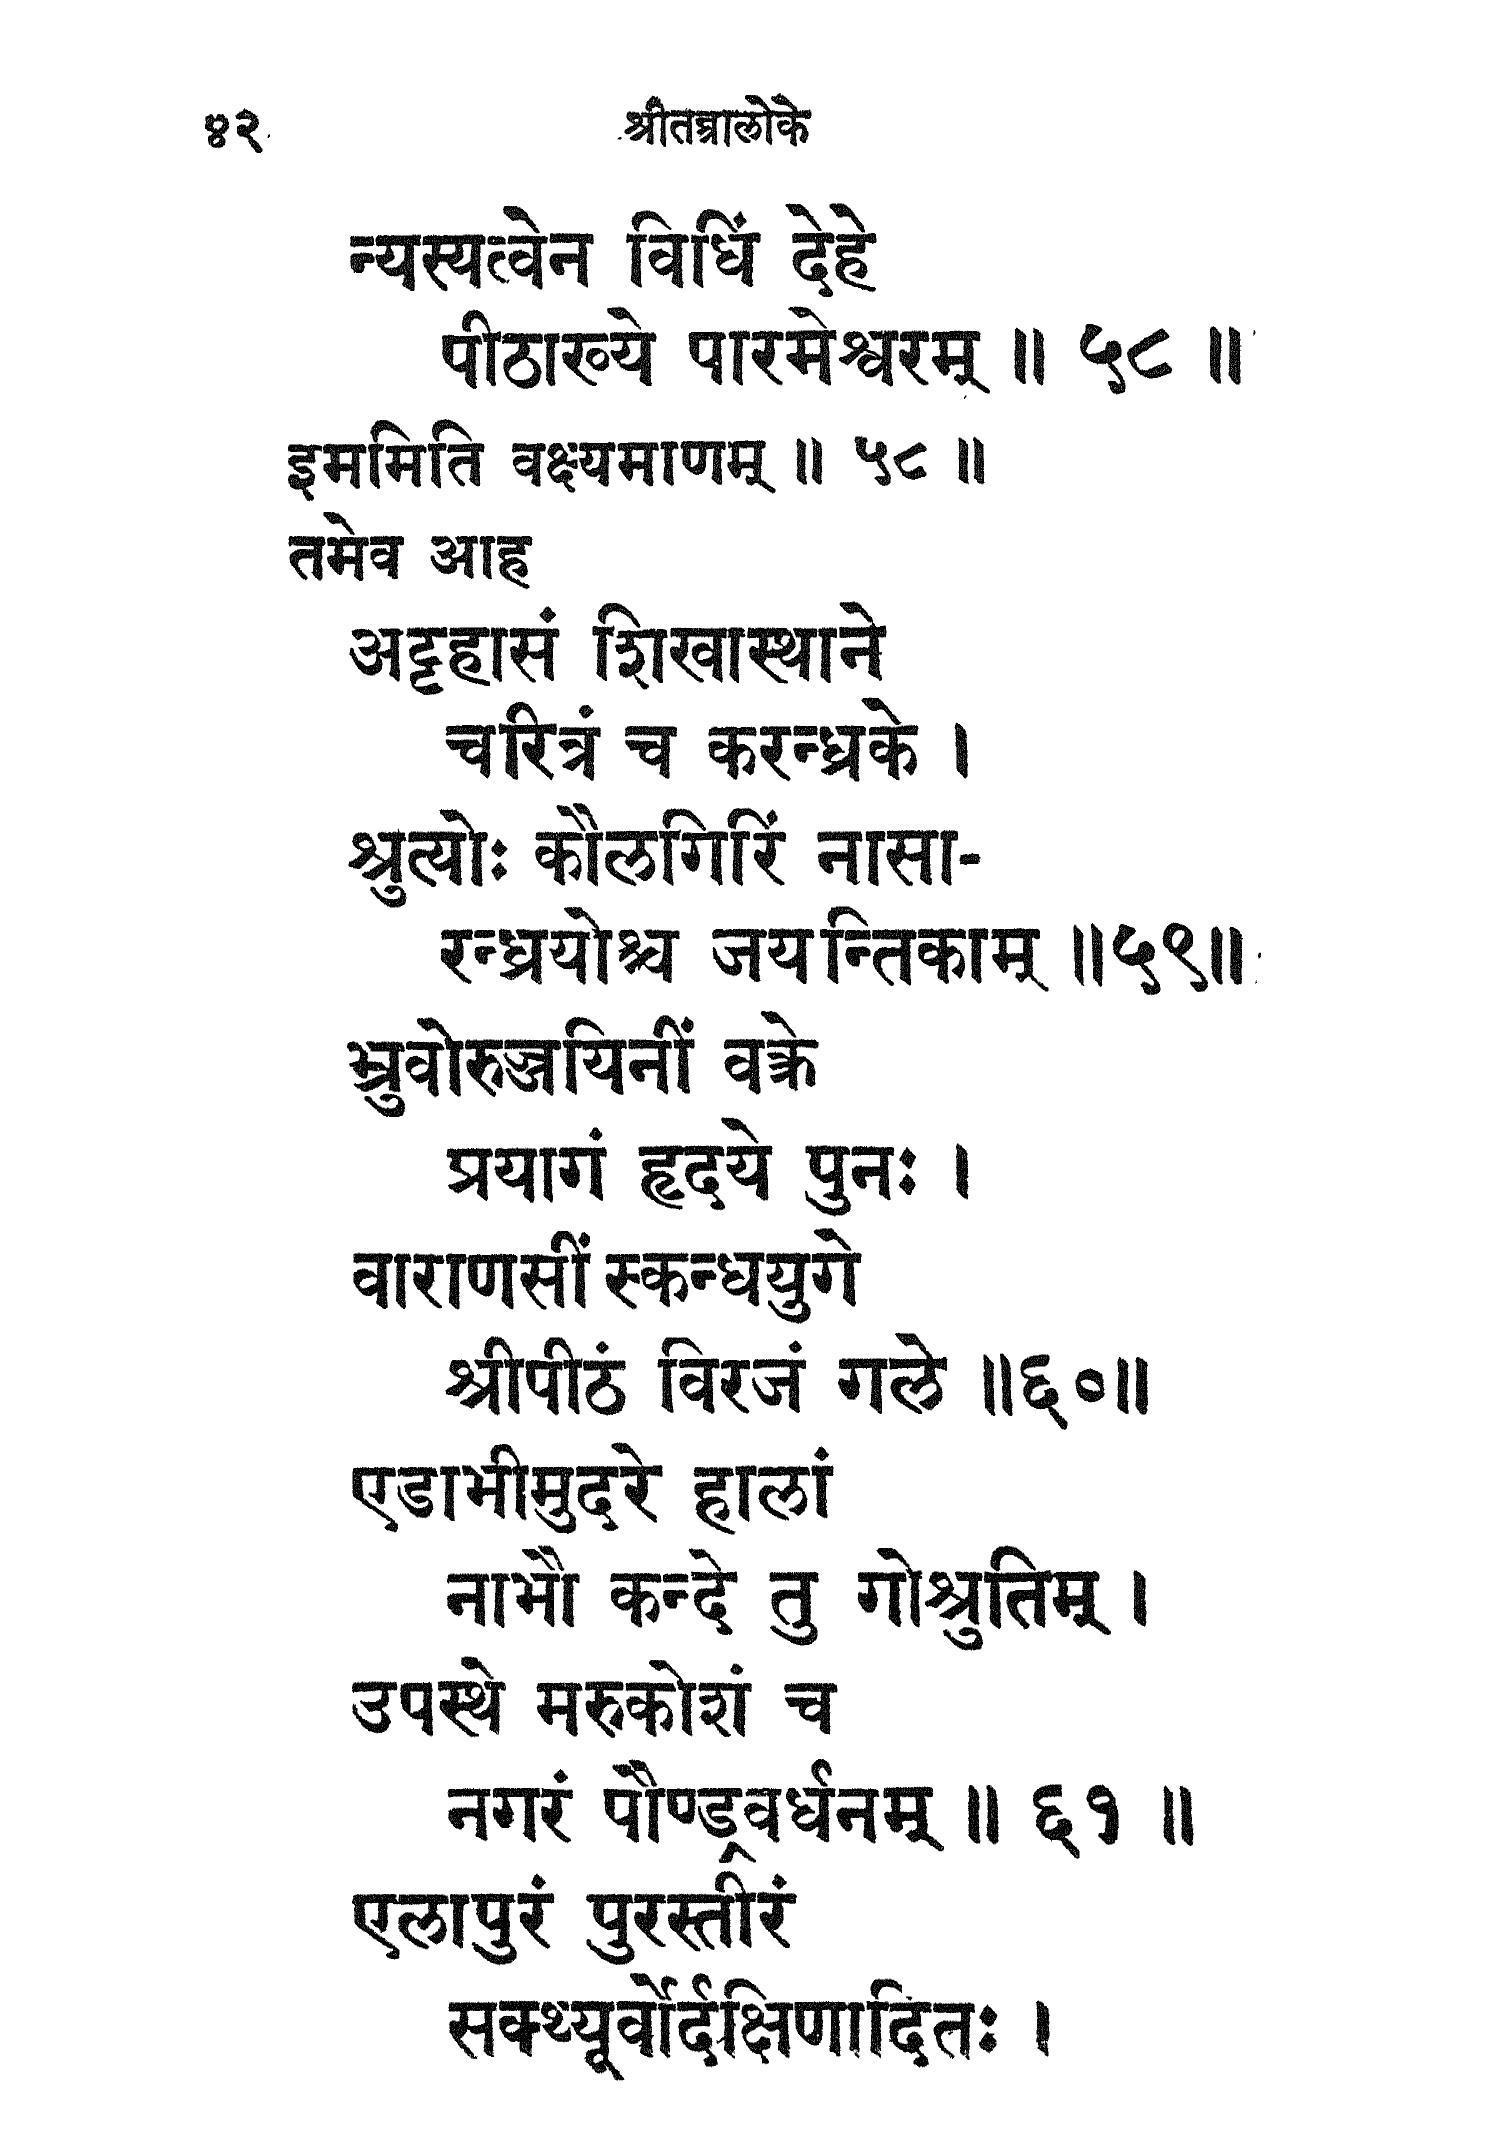 ४२ श्रीतन्त्रालोके
न्यस्यत्वेन विधिं देहे
पीठाख्ये पारमेश्वरम् ॥ ५८ ॥
इममिति वक्ष्यमाणम् ॥ ५८ ॥
तमेव आह
अट्टहासं शिखास्थाने
चरित्रं च करन्ध्रके ।
श्रुत्योः कौलगिरिं नासा-
रन्ध्रयोश्च जयन्तिकाम् ॥५९॥
भ्रुवोरुज्जयिनीं वक्त्रे
प्रयागं हृदये पुनः ।
वाराणसीं स्कन्धयुगे
श्रीपीठं विरजं गले ॥६०॥
एडाभीमुदरे हालां
नाभौ कन्दे तु गोश्रुतिम् ।
उपस्थे मरुकोशं च
नगरं पौण्ड्रवर्धनम् ॥ ६१ ॥
एलापुरं पुरस्तीरं
सक्थ्यूर्वोर्दक्षिणादितः ।